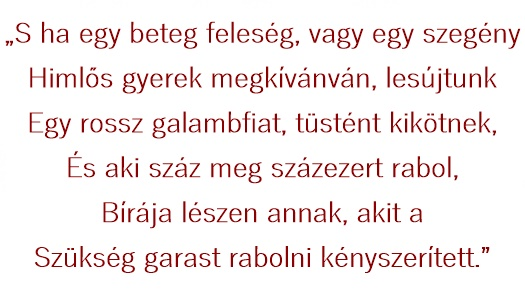 „S ha egy beteg feleség, vagy egy szegény
Himlős gyerek megkívánván, lesújtunk
Egy rossz galambfiat, tüstént kikötnek,
És aki száz meg százezert rabol,
Bírája lészen annak, akit a
Szükség garast rabolni kényszerített.”